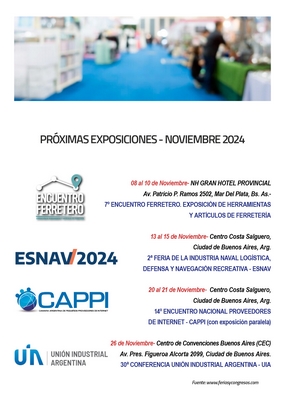 PRÓXIMAS EXPOSICIONES - NOVIEMBRE 2024
ENCUENTRO
FERRETERO
08 al 10 de Noviembre- NH GRAN HOTEL PROVINCIAL
Av. Patricio P. Ramos 2502, Mar Del Plata, Bs. As.-
7º ENCUENTRO FERRETERO. EXPOSICIÓN DE HERRAMIENTAS
Y ARTÍCULOS DE FERRETERÍA
ESNAV/2024
13 al 15 de Noviembre- Centro Costa Salguero,
Ciudad de Buenos Aires, Arg.
2ª FERIA DE LA INDUSTRIA NAVAL LOGÍSTICA,
DEFENSA Y NAVEGACIÓN RECREATIVA - ESNAV
CAPPI
20 al 21 de Noviembre- Centro Costa Salguero,
Ciudad de Buenos Aires, Arg.
14º ENCUENTRO NACIONAL PROVEEDORES
DE INTERNET - CAPPI (con exposición paralela)
UIA
UNIÓN INDUSTRIAL
ARGENTINA
26 de Noviembre- Centro de Convenciones Buenos Aires (CEC)
Av. Pres. Figueroa Alcorta 2099, Ciudad de Buenos Aires.
30ª CONFERENCIA UNIÓN INDUSTRIAL ARGENTINA - UIA
Fuente: www.feriasycongresos.com